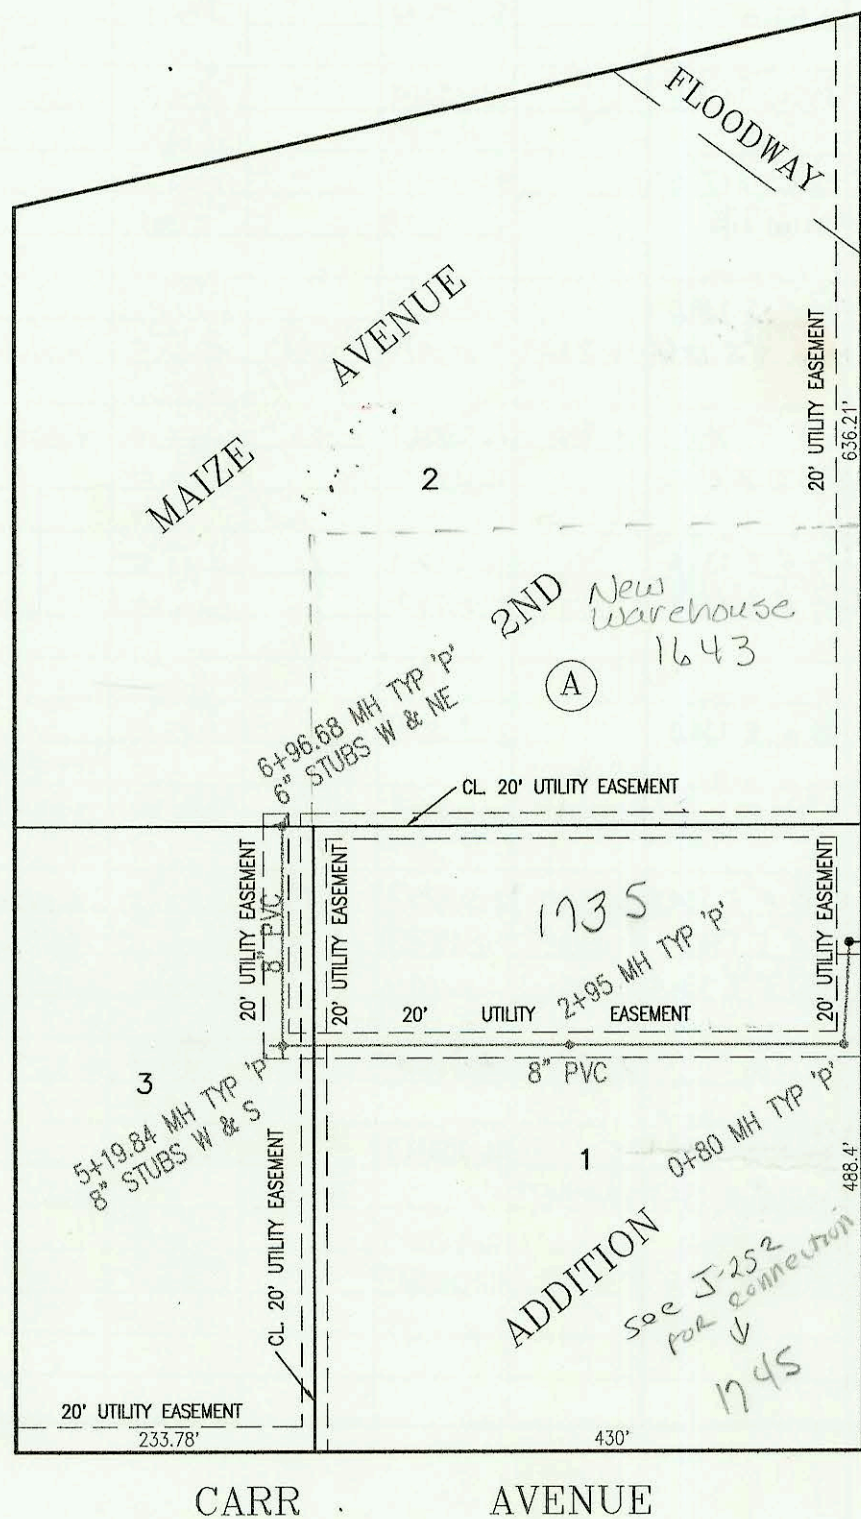 FLOODWAY
20' UTILITY EASEMENT
636.21'
MAIZE AVENUE
2
2ND
New
Warehouse
1643
A
6+96.68 MH TYP 'P'
6" STUBS W & NE
CL. 20' UTILITY EASEMENT
20' UTILITY EASEMENT
8" PVC
20' UTILITY EASEMENT
1735
2+95 MH TYP 'P'
20' UTILITY EASEMENT
20' UTILITY EASEMENT
8" PVC
3
5+19.84 MH TYP 'P'
8" STUBS W & S
CL. 20' UTILITY EASEMENT
1
0+80 MH TYP 'P'
488.4'
ADDITION
see J-252
for connection
↓
1745
20' UTILITY EASEMENT
233.78'
430'
CARR AVENUE